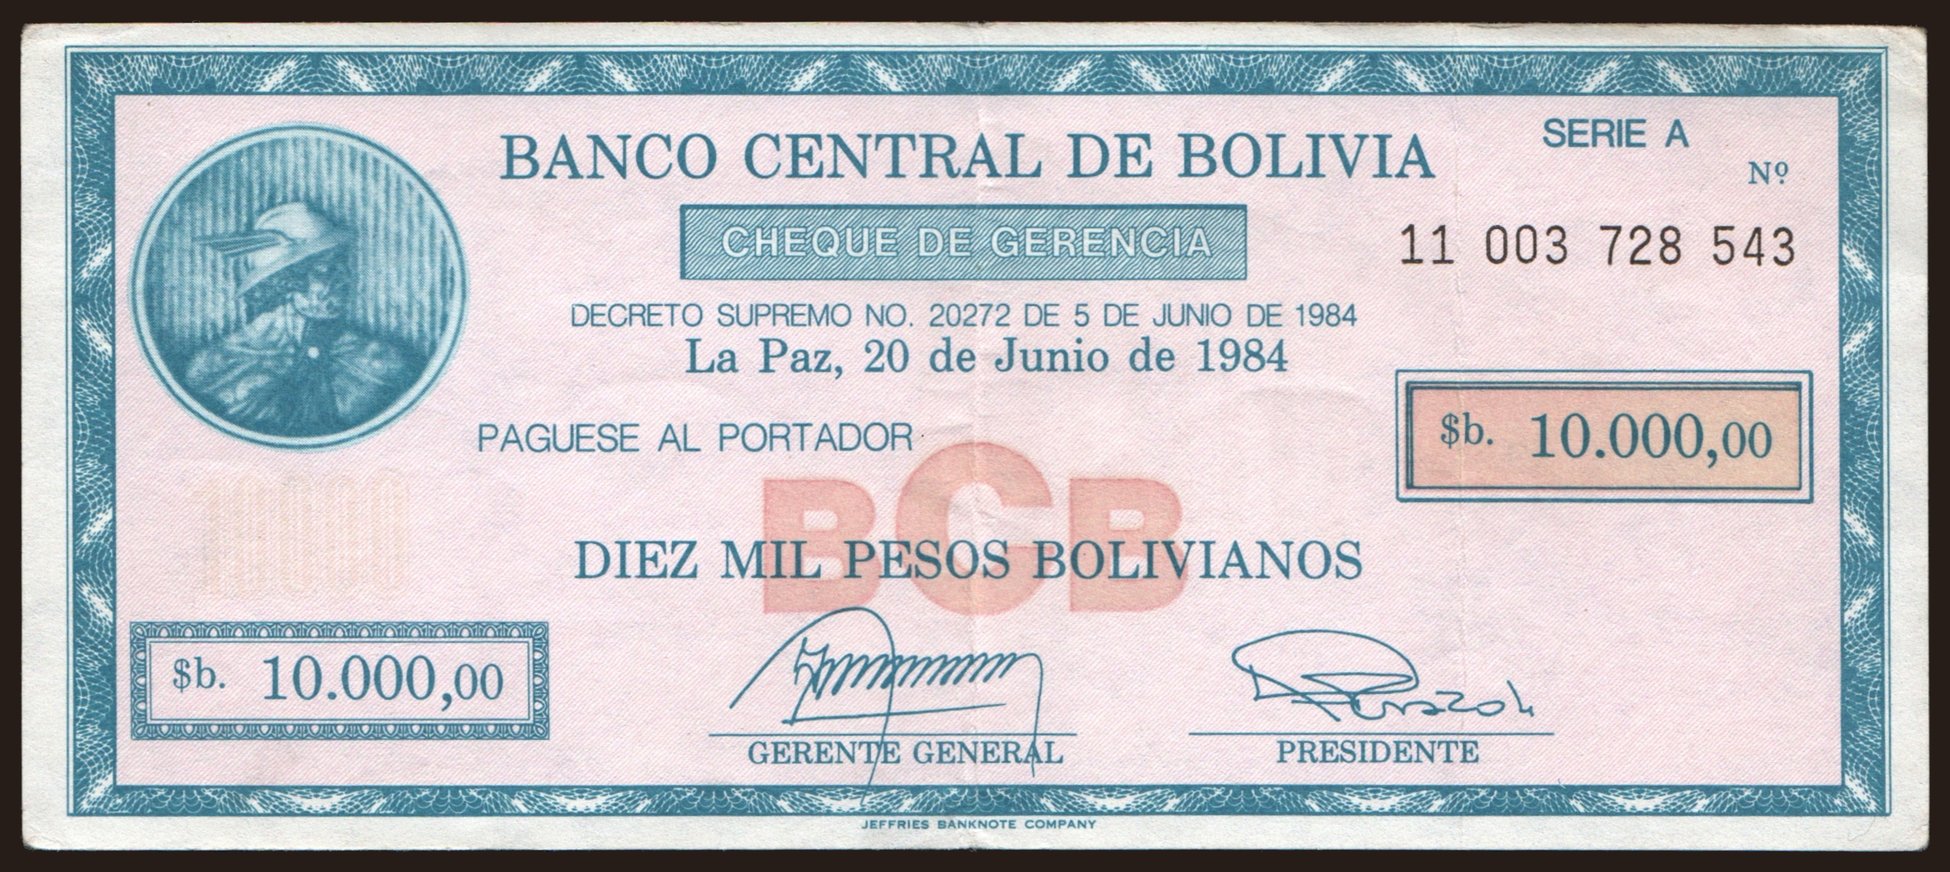 BANCO CENTRAL DE BOLIVIA
SERIE A
Nº
CHEQUE DE GERENCIA
11 003 728 543
DECRETO SUPREMO NO. 20272 DE 5 DE JUNIO DE 1984
La Paz, 20 de Junio de 1984
PAGUESE AL PORTADOR
$b. 10.000,00
BCB
10000
DIEZ MIL PESOS BOLIVIANOS
$b. 10.000,00
GERENTE GENERAL
PRESIDENTE
JEFFRIES BANKNOTE COMPANY